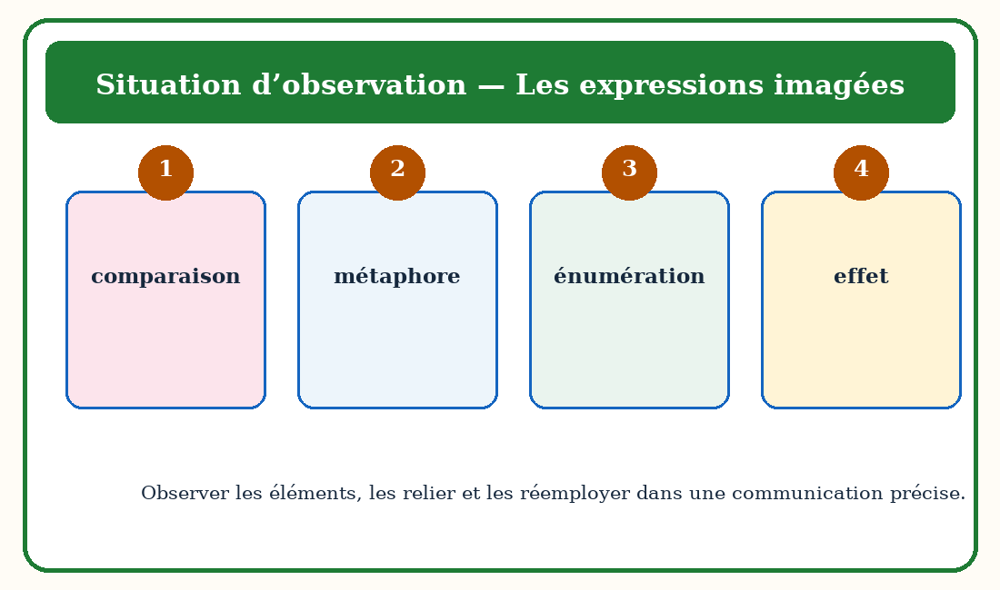 Situation d’observation — Les expressions imagées
1
2
3
4
comparaison
métaphore
énumération
effet
Observer les éléments, les relier et les réemployer dans une communication précise.